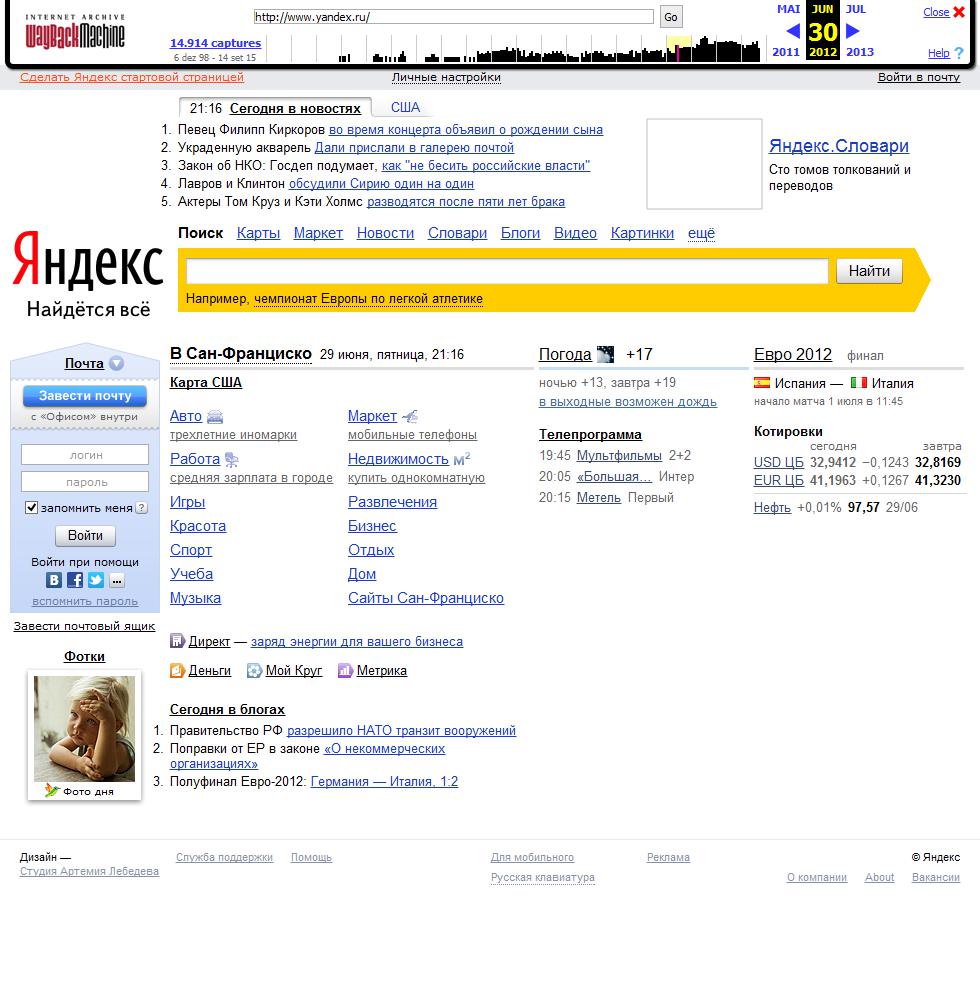 INTERNET ARCHIVE
WayBackMachine
http://www.yandex.ru/
Go
14.914 captures
6 dez 98 - 14 set 15
MAI JUN JUL
30
2011 2012 2013
Close
Help ?
Сделать Яндекс стартовой страницей
Личные настройки
Войти в почту
21:16 Сегодня в новостях США
1. Певец Филипп Киркоров во время концерта объявил о рождении сына
2. Украденную акварель Дали прислали в галерею почтой
3. Закон об НКО: Госдеп подумает, как "не бесить российские власти"
4. Лавров и Клинтон обсудили Сирию один на один
5. Актеры Том Круз и Кэти Холмс разводятся после пяти лет брака
Яндекс.Словари
Сто томов толкований и
переводов
Яндекс
Найдётся всё
Поиск Карты Маркет Новости Словари Блоги Видео Картинки ещё
Найти
Например, чемпионат Европы по легкой атлетике
Почта
Завести почту
с «Офисом» внутри
логин
пароль
запомнить меня ?
Войти
Войти при помощи
В f ...
вспомнить пароль
Завести почтовый ящик
Фотки
Фото дня
В Сан-Франциско 29 июня, пятница, 21:16
Карта США
Авто
трехлетние иномарки
Маркет
мобильные телефоны
Работа
средняя зарплата в городе
Недвижимость м²
купить однокомнатную
Игры Развлечения
Красота Бизнес
Спорт Отдых
Учеба Дом
Музыка Сайты Сан-Франциско
Директ — заряд энергии для вашего бизнеса
Деньги Мой Круг Метрика
Сегодня в блогах
1. Правительство РФ разрешило НАТО транзит вооружений
2. Поправки от ЕР в законе «О некоммерческих
организациях»
3. Полуфинал Евро-2012: Германия — Италия, 1:2
Погода +17
ночью +13, завтра +19
в выходные возможен дождь
Телепрограмма
19:45 Мультфильмы 2+2
20:05 «Большая... Интер
20:15 Метель Первый
Евро 2012 финал
Испания — Италия
начало матча 1 июля в 11:45
Котировки
сегодня завтра
USD ЦБ 32,9412 −0,1243 32,8169
EUR ЦБ 41,1963 +0,1267 41,3230
Нефть +0,01% 97,57 29/06
Дизайн —
Студия Артемия Лебедева
Служба поддержки Помощь
Для мобильного
Русская клавиатура
Реклама
© Яндекс
О компании About Вакансии